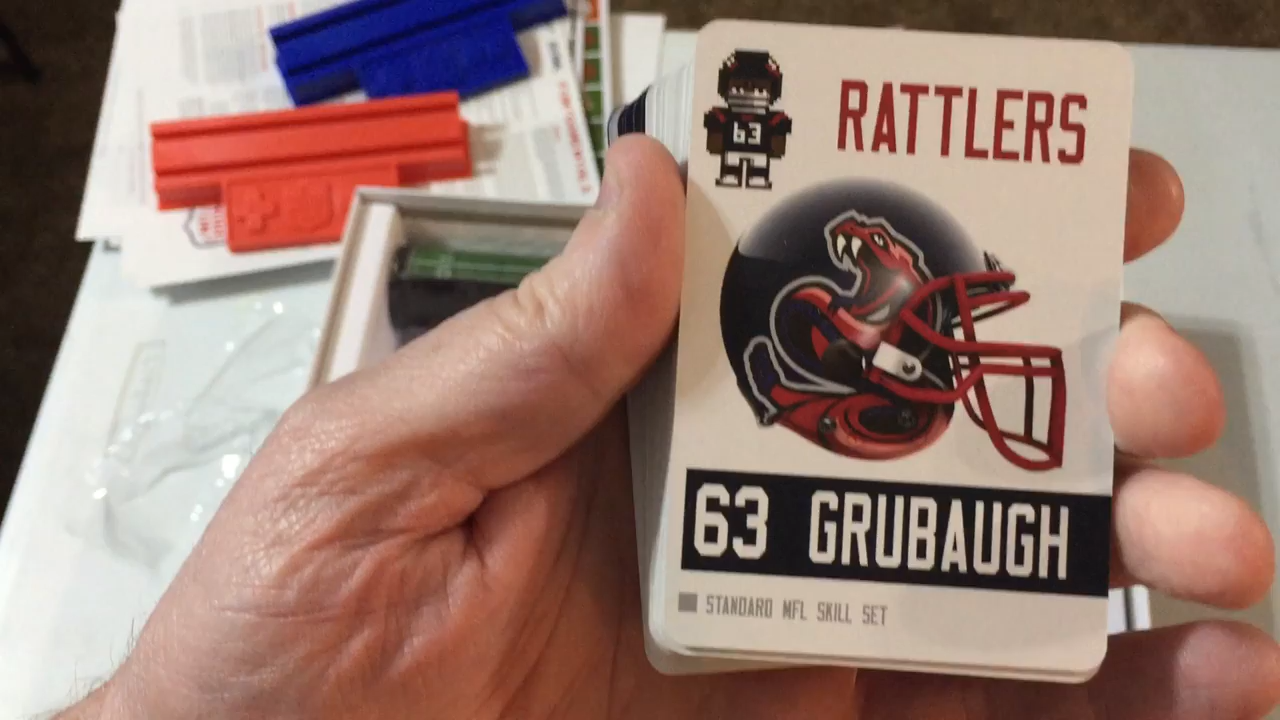 RATTLERS
63
63 GRUBAUGH
STANDARD MFL SKILL SET